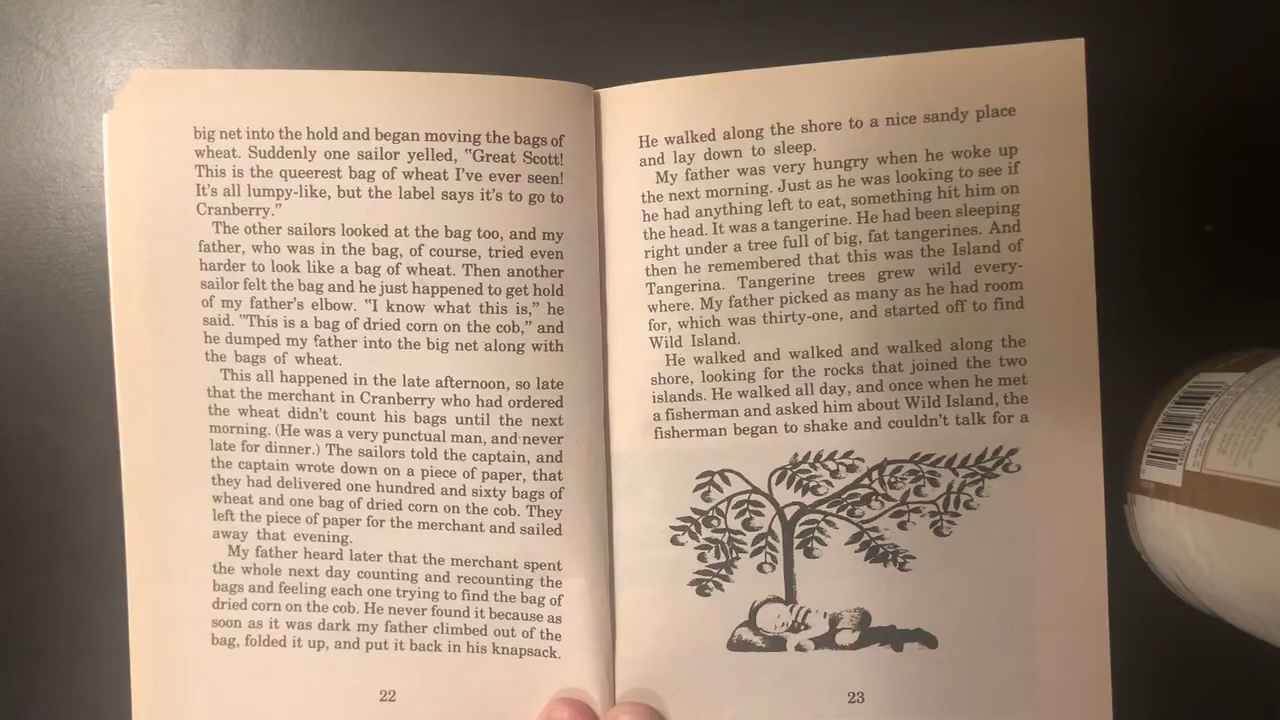 big net into the hold and began moving the bags of
wheat. Suddenly one sailor yelled, "Great Scott!
This is the queerest bag of wheat I've ever seen!
It's all lumpy-like, but the label says it's to go to
Cranberry."
The other sailors looked at the bag too, and my
father, who was in the bag, of course, tried even
harder to look like a bag of wheat. Then another
sailor felt the bag and he just happened to get hold
of my father's elbow. "I know what this is," he
said. "This is a bag of dried corn on the cob," and
he dumped my father into the big net along with
the bags of wheat.
This all happened in the late afternoon, so late
that the merchant in Cranberry who had ordered
the wheat didn't count his bags until the next
morning. (He was a very punctual man, and never
late for dinner.) The sailors told the captain, and
the captain wrote down on a piece of paper, that
they had delivered one hundred and sixty bags of
wheat and one bag of dried corn on the cob. They
left the piece of paper for the merchant and sailed
away that evening.
My father heard later that the merchant spent
the whole next day counting and recounting the
bags and feeling each one trying to find the bag of
dried corn on the cob. He never found it because as
soon as it was dark my father climbed out of the
bag, folded it up, and put it back in his knapsack.
22
He walked along the shore to a nice sandy place
and lay down to sleep.
My father was very hungry when he woke up
the next morning. Just as he was looking to see if
he had anything left to eat, something hit him on
the head. It was a tangerine. He had been sleeping
right under a tree full of big, fat tangerines. And
then he remembered that this was the Island of
Tangerina. Tangerine trees grew wild every-
where. My father picked as many as he had room
for, which was thirty-one, and started off to find
Wild Island.
He walked and walked and walked along the
shore, looking for the rocks that joined the two
islands. He walked all day, and once when he met
a fisherman and asked him about Wild Island, the
fisherman began to shake and couldn't talk for a
23